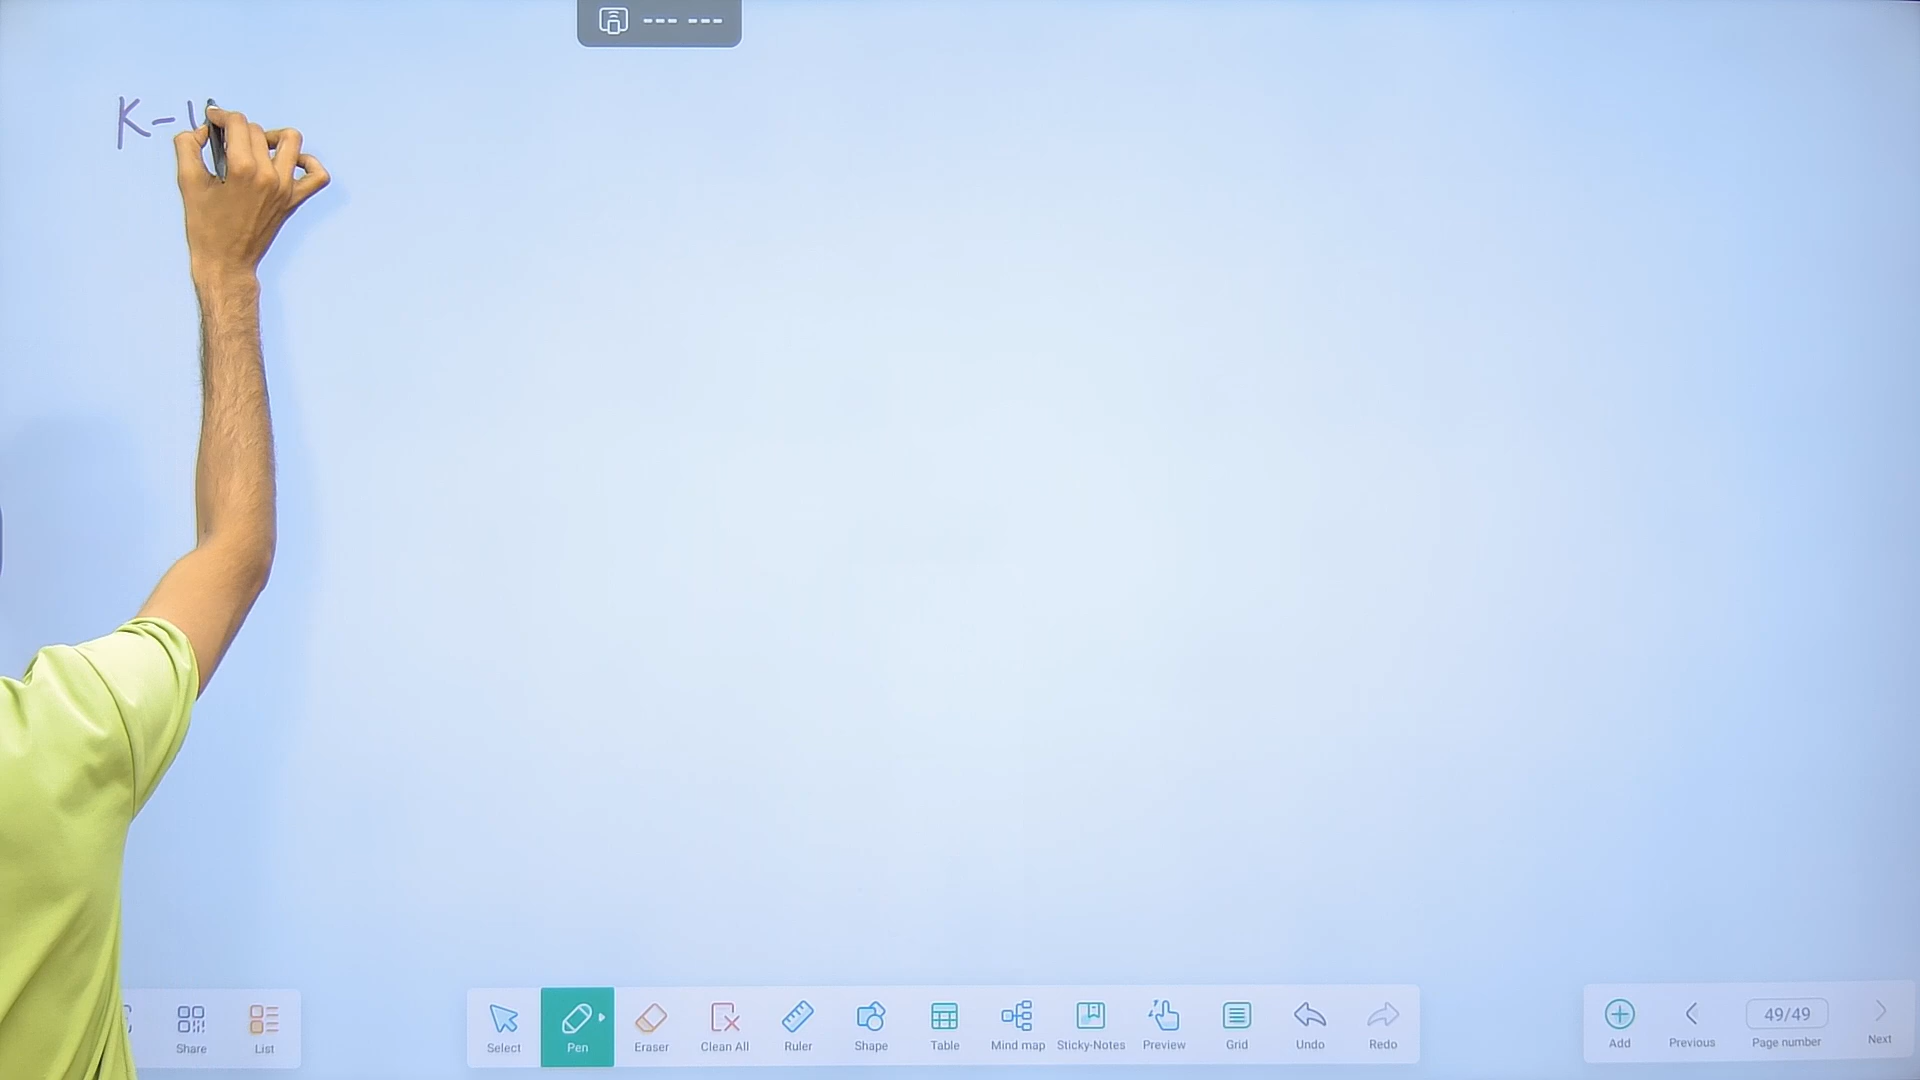 --- ---
K-
Share
List
Select
Pen
Eraser
Clean All
Ruler
Shape
Table
Mind map
Sticky-Notes
Preview
Grid
Undo
Redo
Add
Previous
49/49
Page number
Next